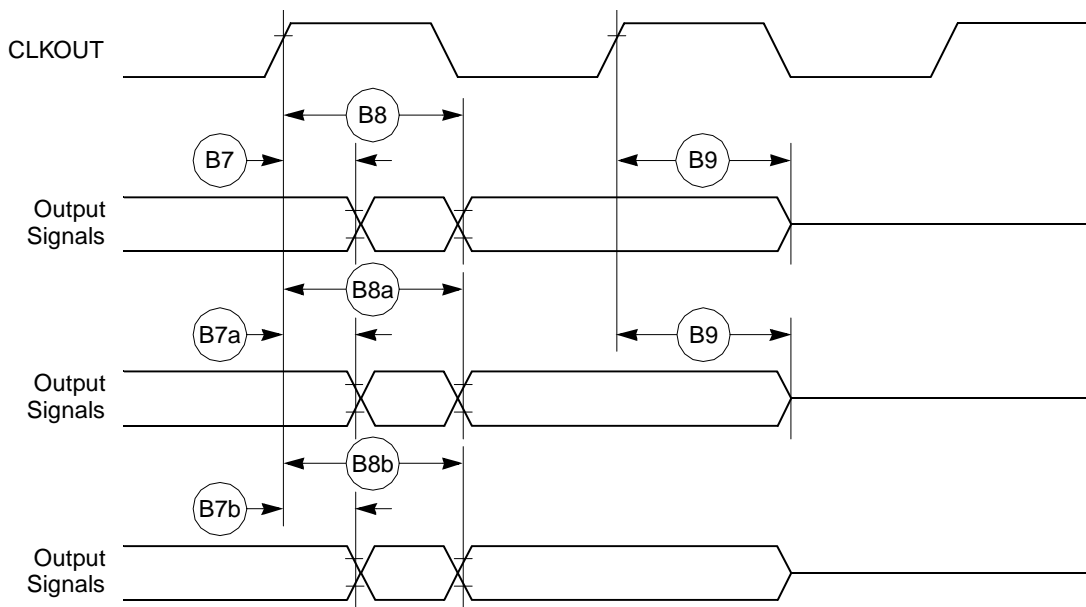 CLKOUT
B8
B7
B9
Output
Signals
B8a
B7a
B9
Output
Signals
B8b
B7b
Output
Signals